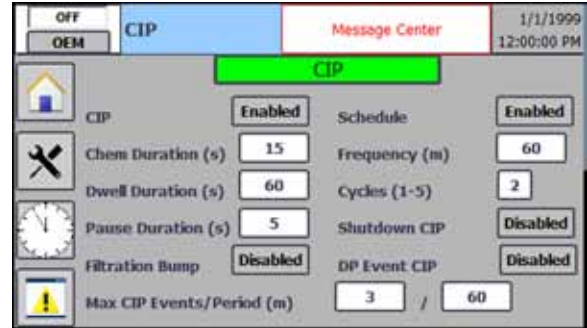 OFF
OEM
CIP
Message Center
1/1/1999
12:00:00 PM
CIP
CIP Enabled Schedule Enabled
Chem Duration (s) 15 Frequency (m) 60
Dwell Duration (s) 60 Cycles (1-5) 2
Pause Duration (s) 5 Shutdown CIP Disabled
Filtration Bump Disabled DP Event CIP Disabled
Max CIP Events/Period (m) 3 / 60